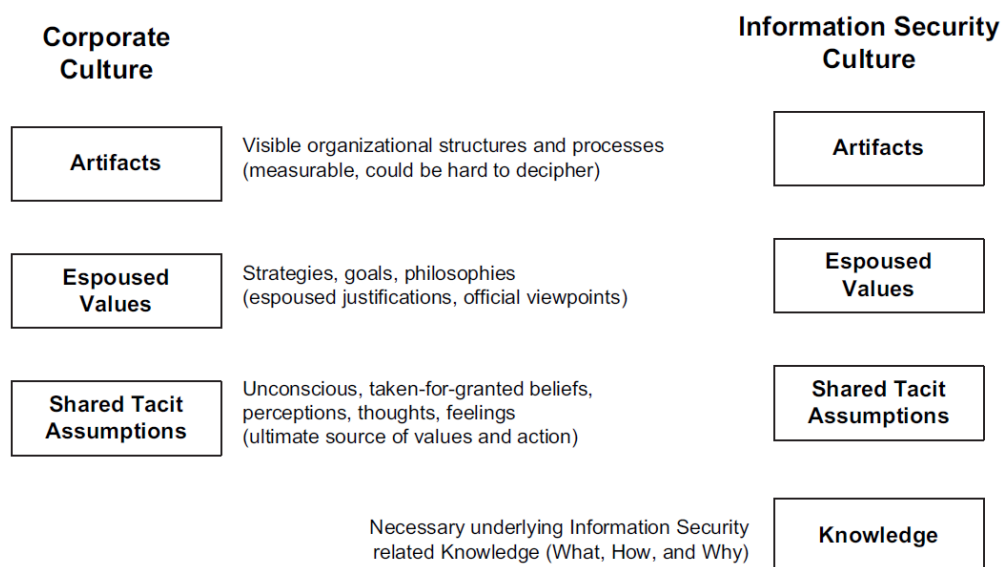 Corporate
Culture
Information Security
Culture
Artifacts
Visible organizational structures and processes
(measurable, could be hard to decipher)
Artifacts
Espoused
Values
Strategies, goals, philosophies
(espoused justifications, official viewpoints)
Espoused
Values
Shared Tacit
Assumptions
Unconscious, taken-for-granted beliefs,
perceptions, thoughts, feelings
(ultimate source of values and action)
Shared Tacit
Assumptions
Necessary underlying Information Security
related Knowledge (What, How, and Why)
Knowledge